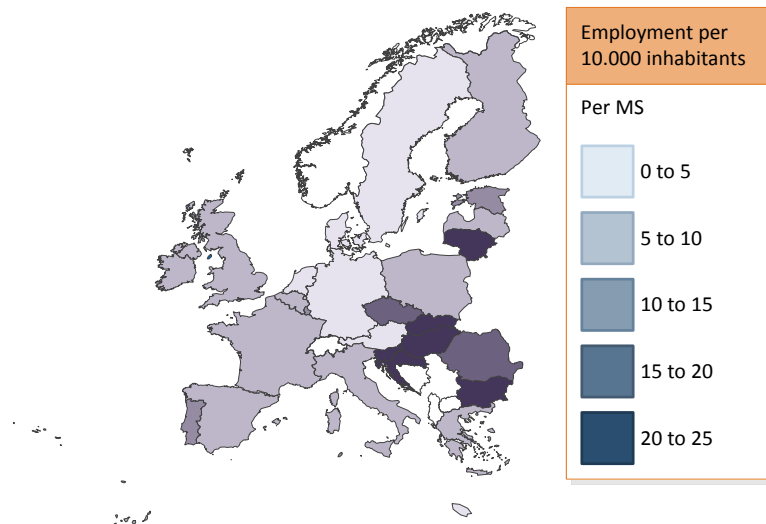 Employment per
10.000 inhabitants
Per MS
0 to 5
5 to 10
10 to 15
15 to 20
20 to 25